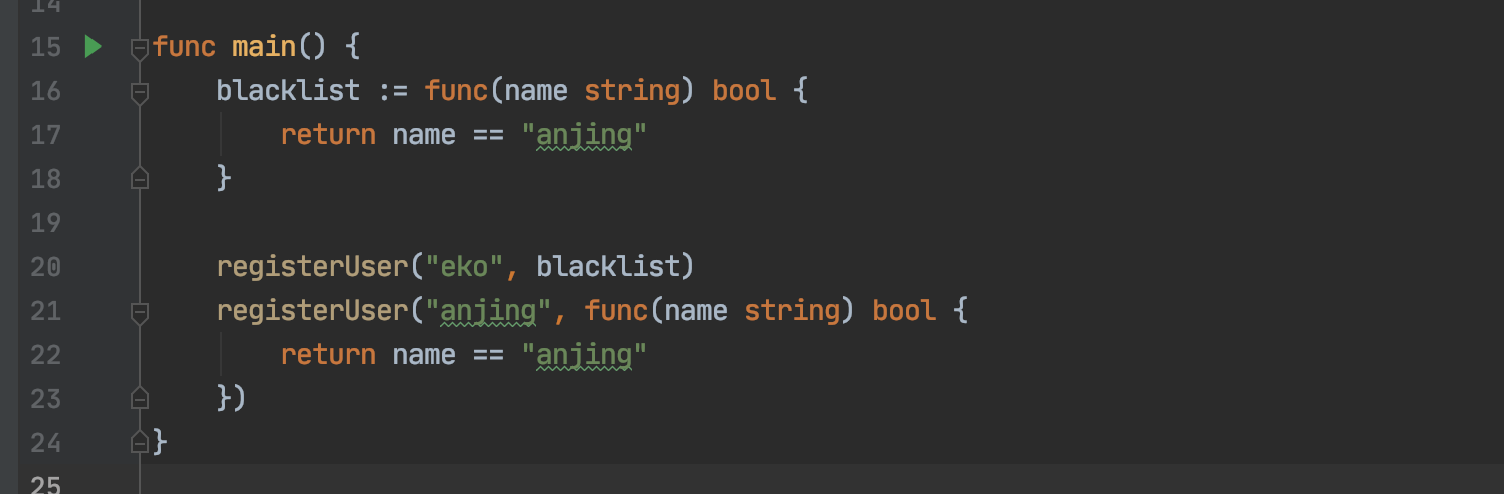 14
15 func main() {
16     blacklist := func(name string) bool {
17         return name == "anjing"
18     }
19
20     registerUser("eko", blacklist)
21     registerUser("anjing", func(name string) bool {
22         return name == "anjing"
23     })
24 }
25